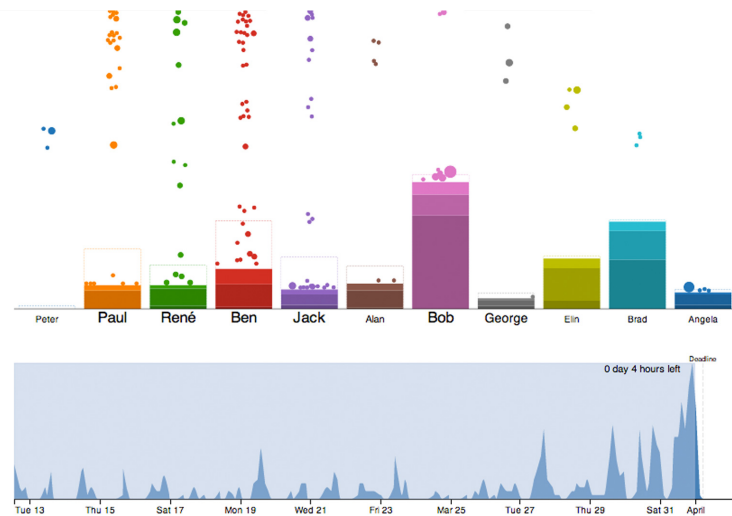 Peter Paul René Ben Jack Alan Bob George Elin Brad Angela
Deadline
0 day 4 hours left
Tue 13 Thu 15 Sat 17 Mon 19 Wed 21 Fri 23 Mar 25 Tue 27 Thu 29 Sat 31 April